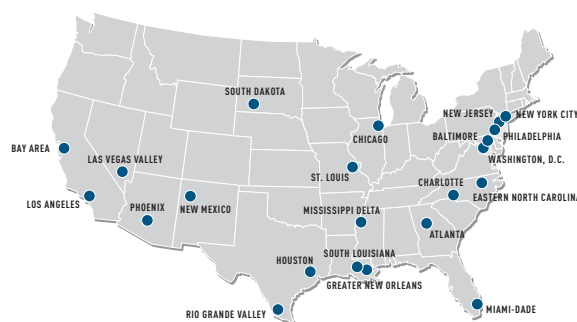 SOUTH DAKOTA
NEW JERSEY
NEW YORK CITY
CHICAGO
BALTIMORE
PHILADELPHIA
BAY AREA
LAS VEGAS VALLEY
WASHINGTON, D.C.
ST. LOUIS
CHARLOTTE
LOS ANGELES
PHOENIX
NEW MEXICO
EASTERN NORTH CAROLINA
MISSISSIPPI DELTA
ATLANTA
SOUTH LOUISIANA
HOUSTON
GREATER NEW ORLEANS
RIO GRANDE VALLEY
MIAMI-DADE